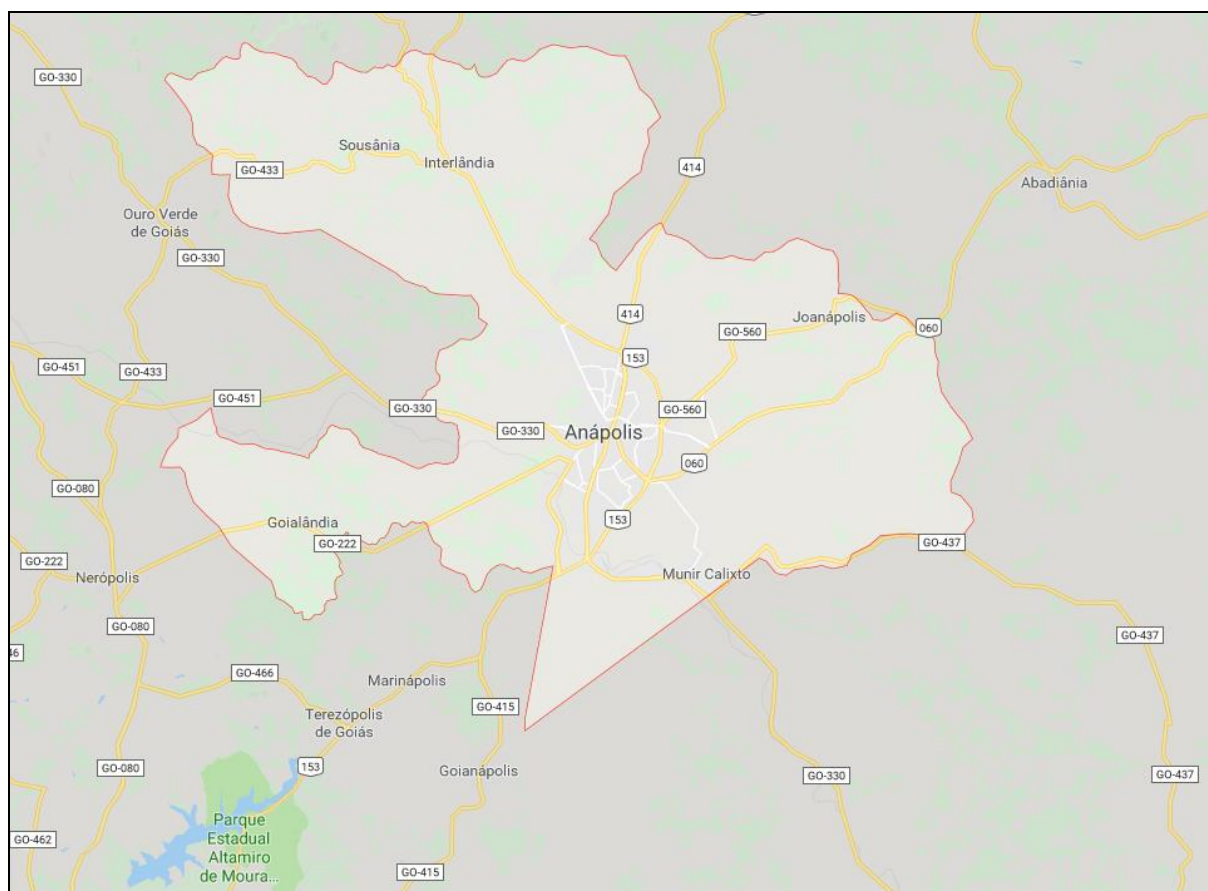 GO-330
Sousânia
Interlândia
GO-433
414
Abadiânia
Ouro Verde
de Goiás
GO-330
414
Joanápolis
GO-560
060
153
GO-451
GO-433
GO-451
GO-330
GO-560
GO-330
Anápolis
060
GO-080
Goialândia
153
GO-222
GO-437
GO-222
Nerópolis
Munir Calixto
GO-080
GO-437
46
GO-466
Marinápolis
GO-415
Terezópolis
de Goiás
153
GO-080
Goianápolis
GO-330
GO-437
Parque
Estadual
Altamiro
de Moura...
GO-462
GO-415